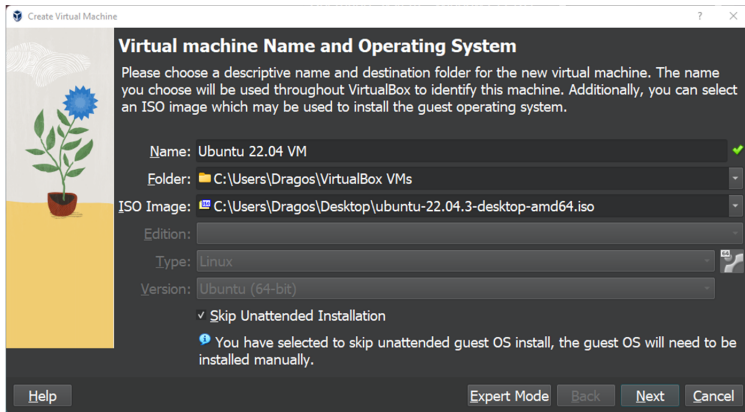 Create Virtual Machine
?
Virtual machine Name and Operating System
Please choose a descriptive name and destination folder for the new virtual machine. The name
you choose will be used throughout VirtualBox to identify this machine. Additionally, you can select
an ISO image which may be used to install the guest operating system.
Name: Ubuntu 22.04 VM
Folder: C:\Users\Dragos\VirtualBox VMs
ISO Image: C:\Users\Dragos\Desktop\ubuntu-22.04.3-desktop-amd64.iso
Edition:
Type: Linux
64
Version: Ubuntu (64-bit)
Skip Unattended Installation
You have selected to skip unattended guest OS install, the guest OS will need to be
installed manually.
Help Expert Mode Back Next Cancel